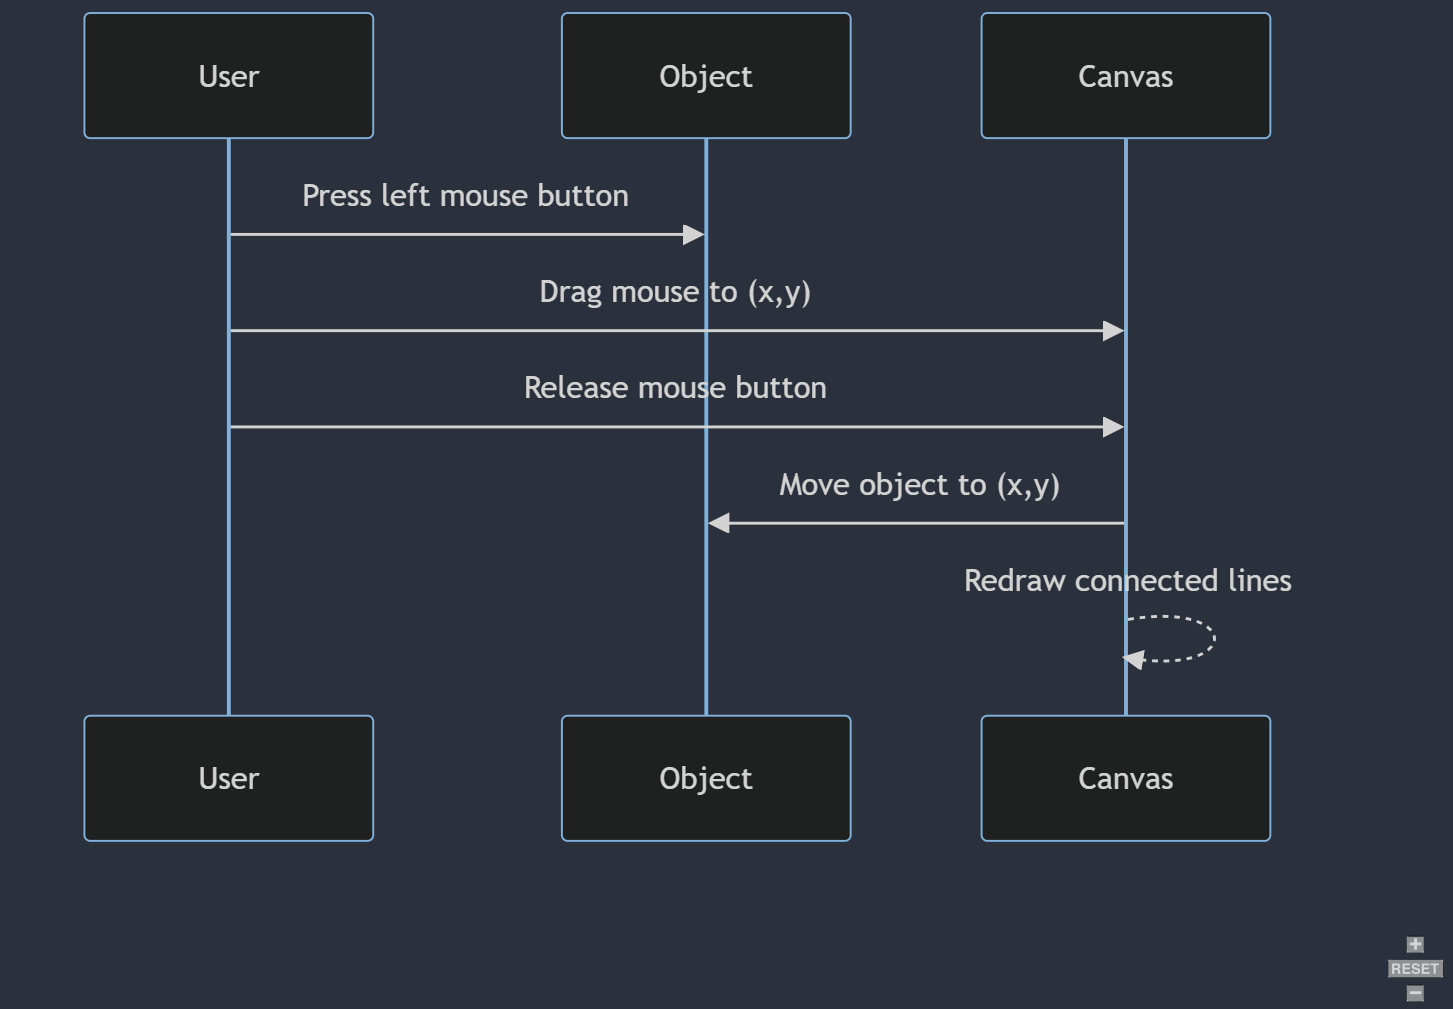 User
Object
Canvas
Press left mouse button
Drag mouse to (x,y)
Release mouse button
Move object to (x,y)
Redraw connected lines
User
Object
Canvas
+
RESET
−